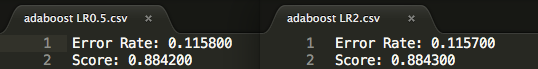 adaboost LR0.5.csv ×
1 Error Rate: 0.115800
2 Score: 0.884200
adaboost LR2.csv ×
1 Error Rate: 0.115700
2 Score: 0.884300